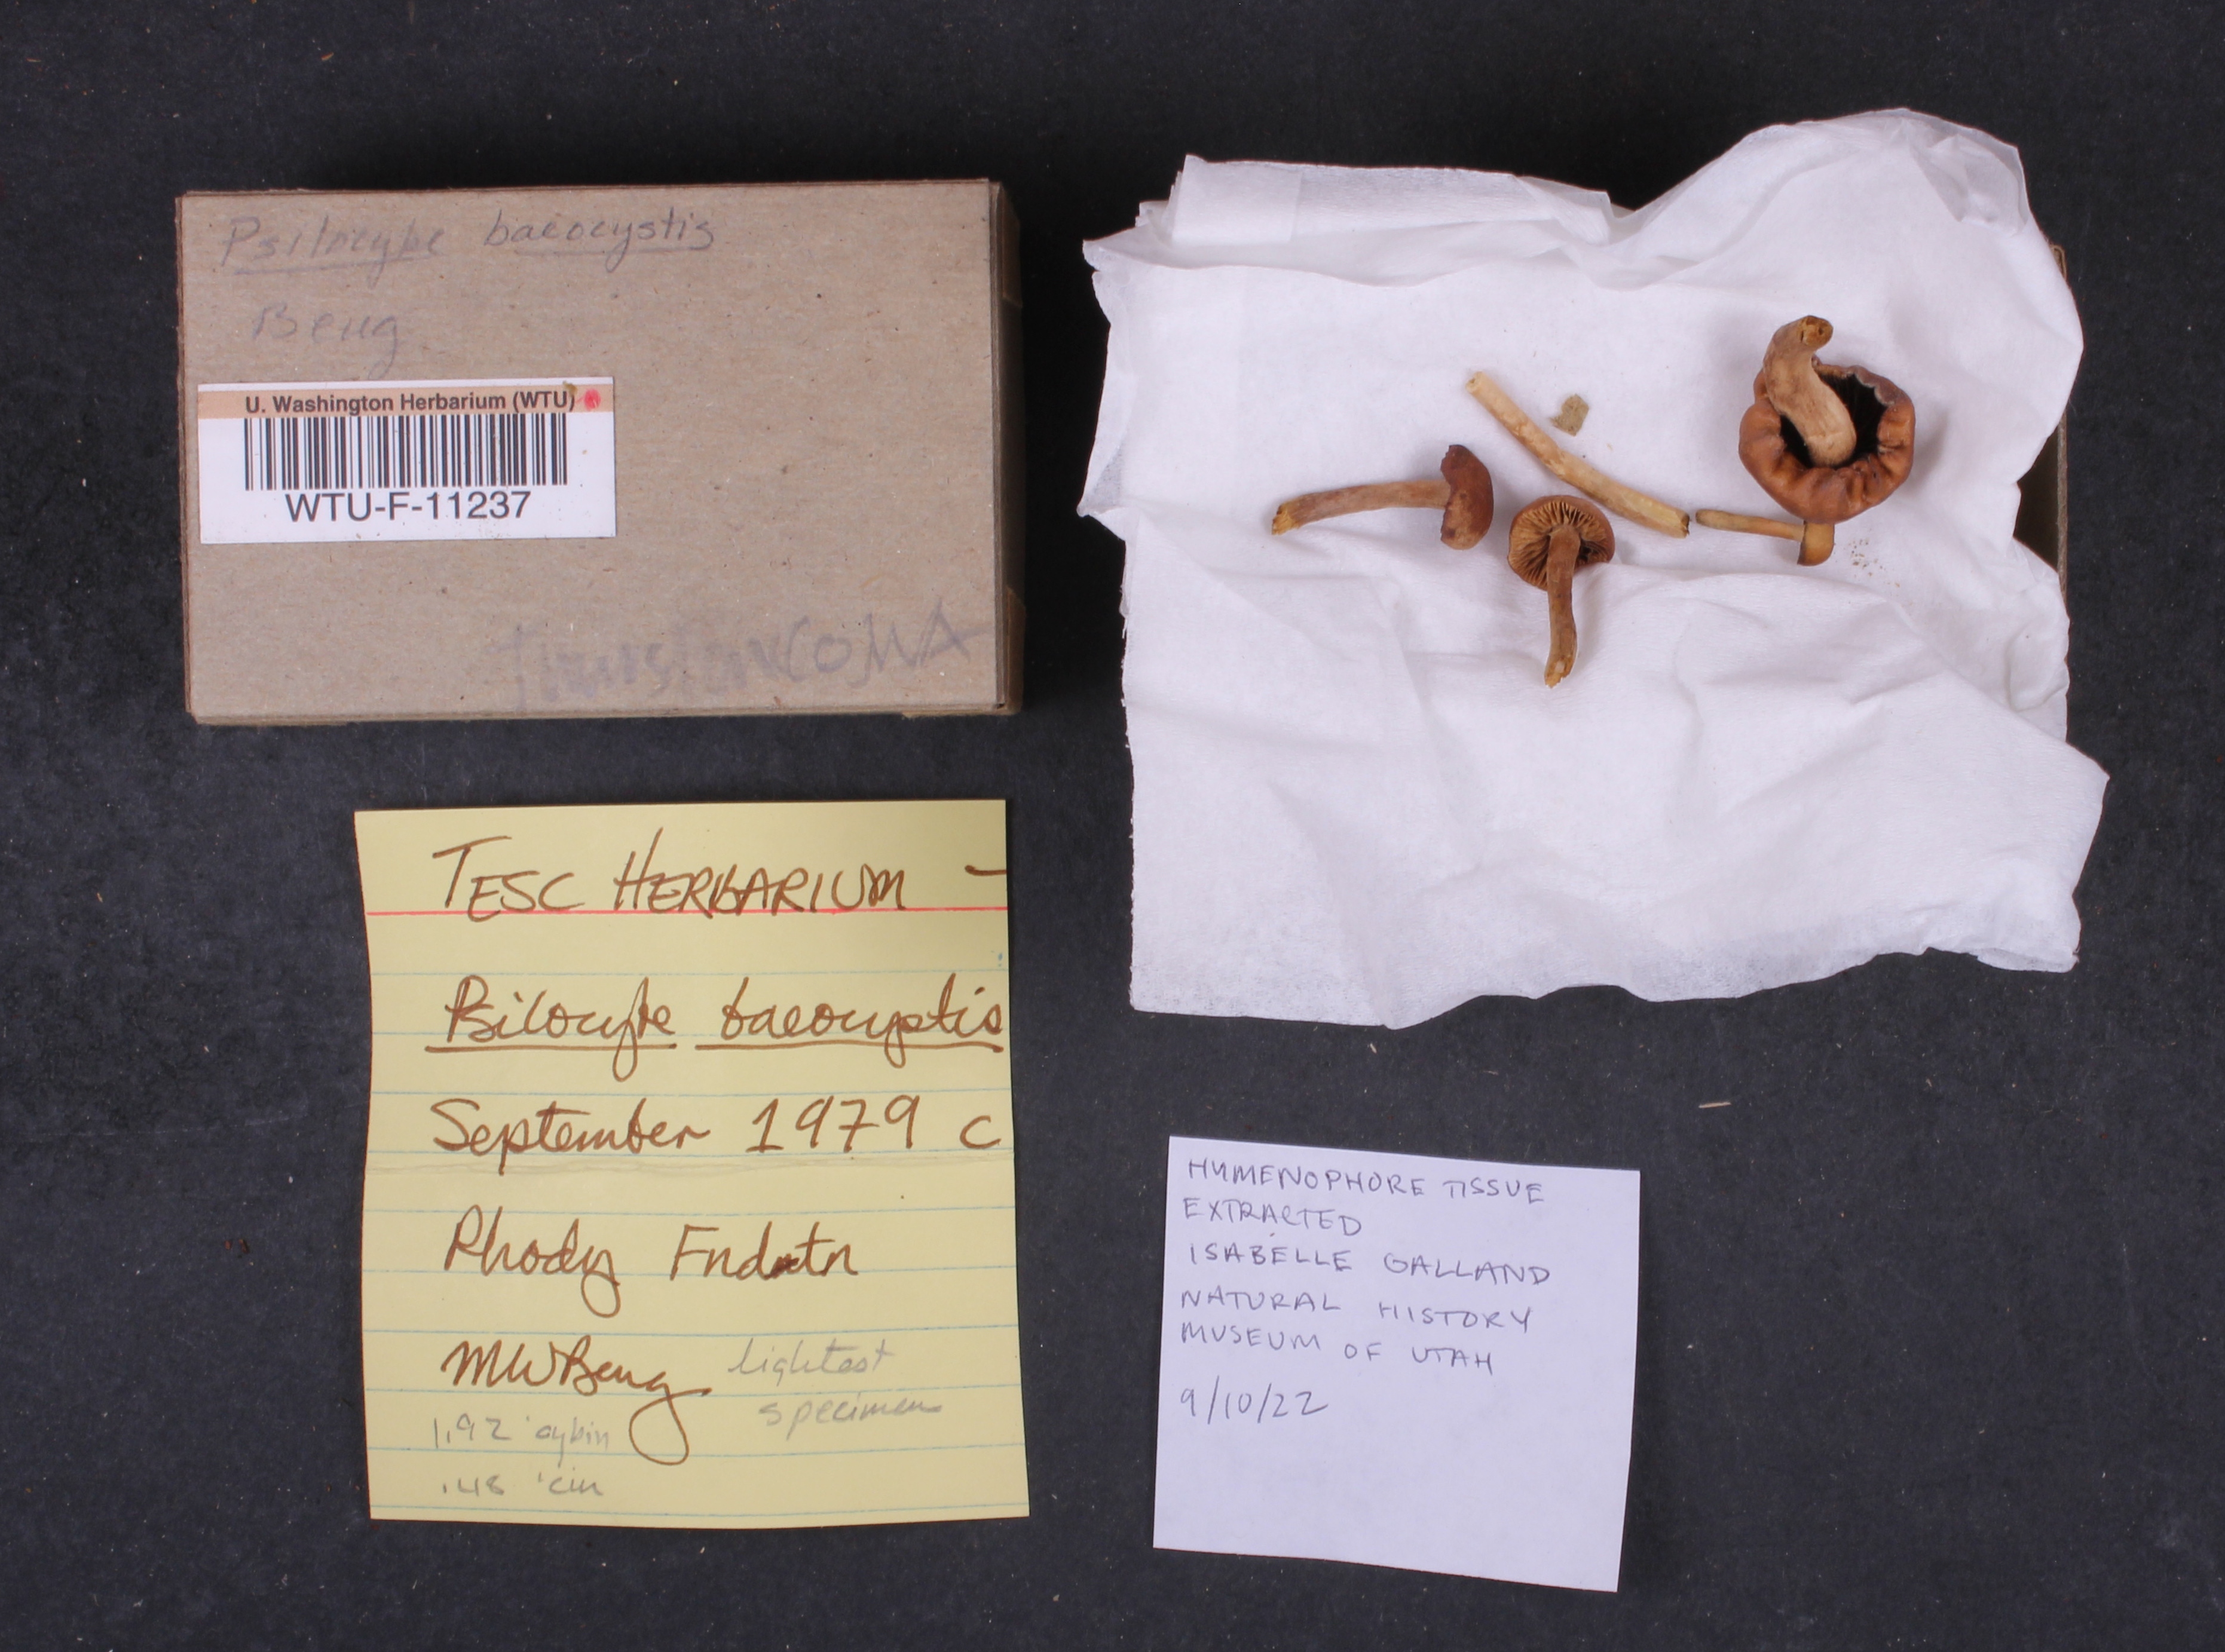 Psilocybe baeocystis
Beug
U. Washington Herbarium (WTU)
WTU-F-11237
TESC HERBARIUM -
Psilocybe baeocystis
September 1979 c
Rhody Fndatn
MWBeug lightest
specimen
1.92 'cybin
.48 'cin
HYMENOPHORE TISSUE
EXTRACTED
ISABELLE GALLAND
NATURAL HISTORY
MUSEUM OF UTAH
9/10/22